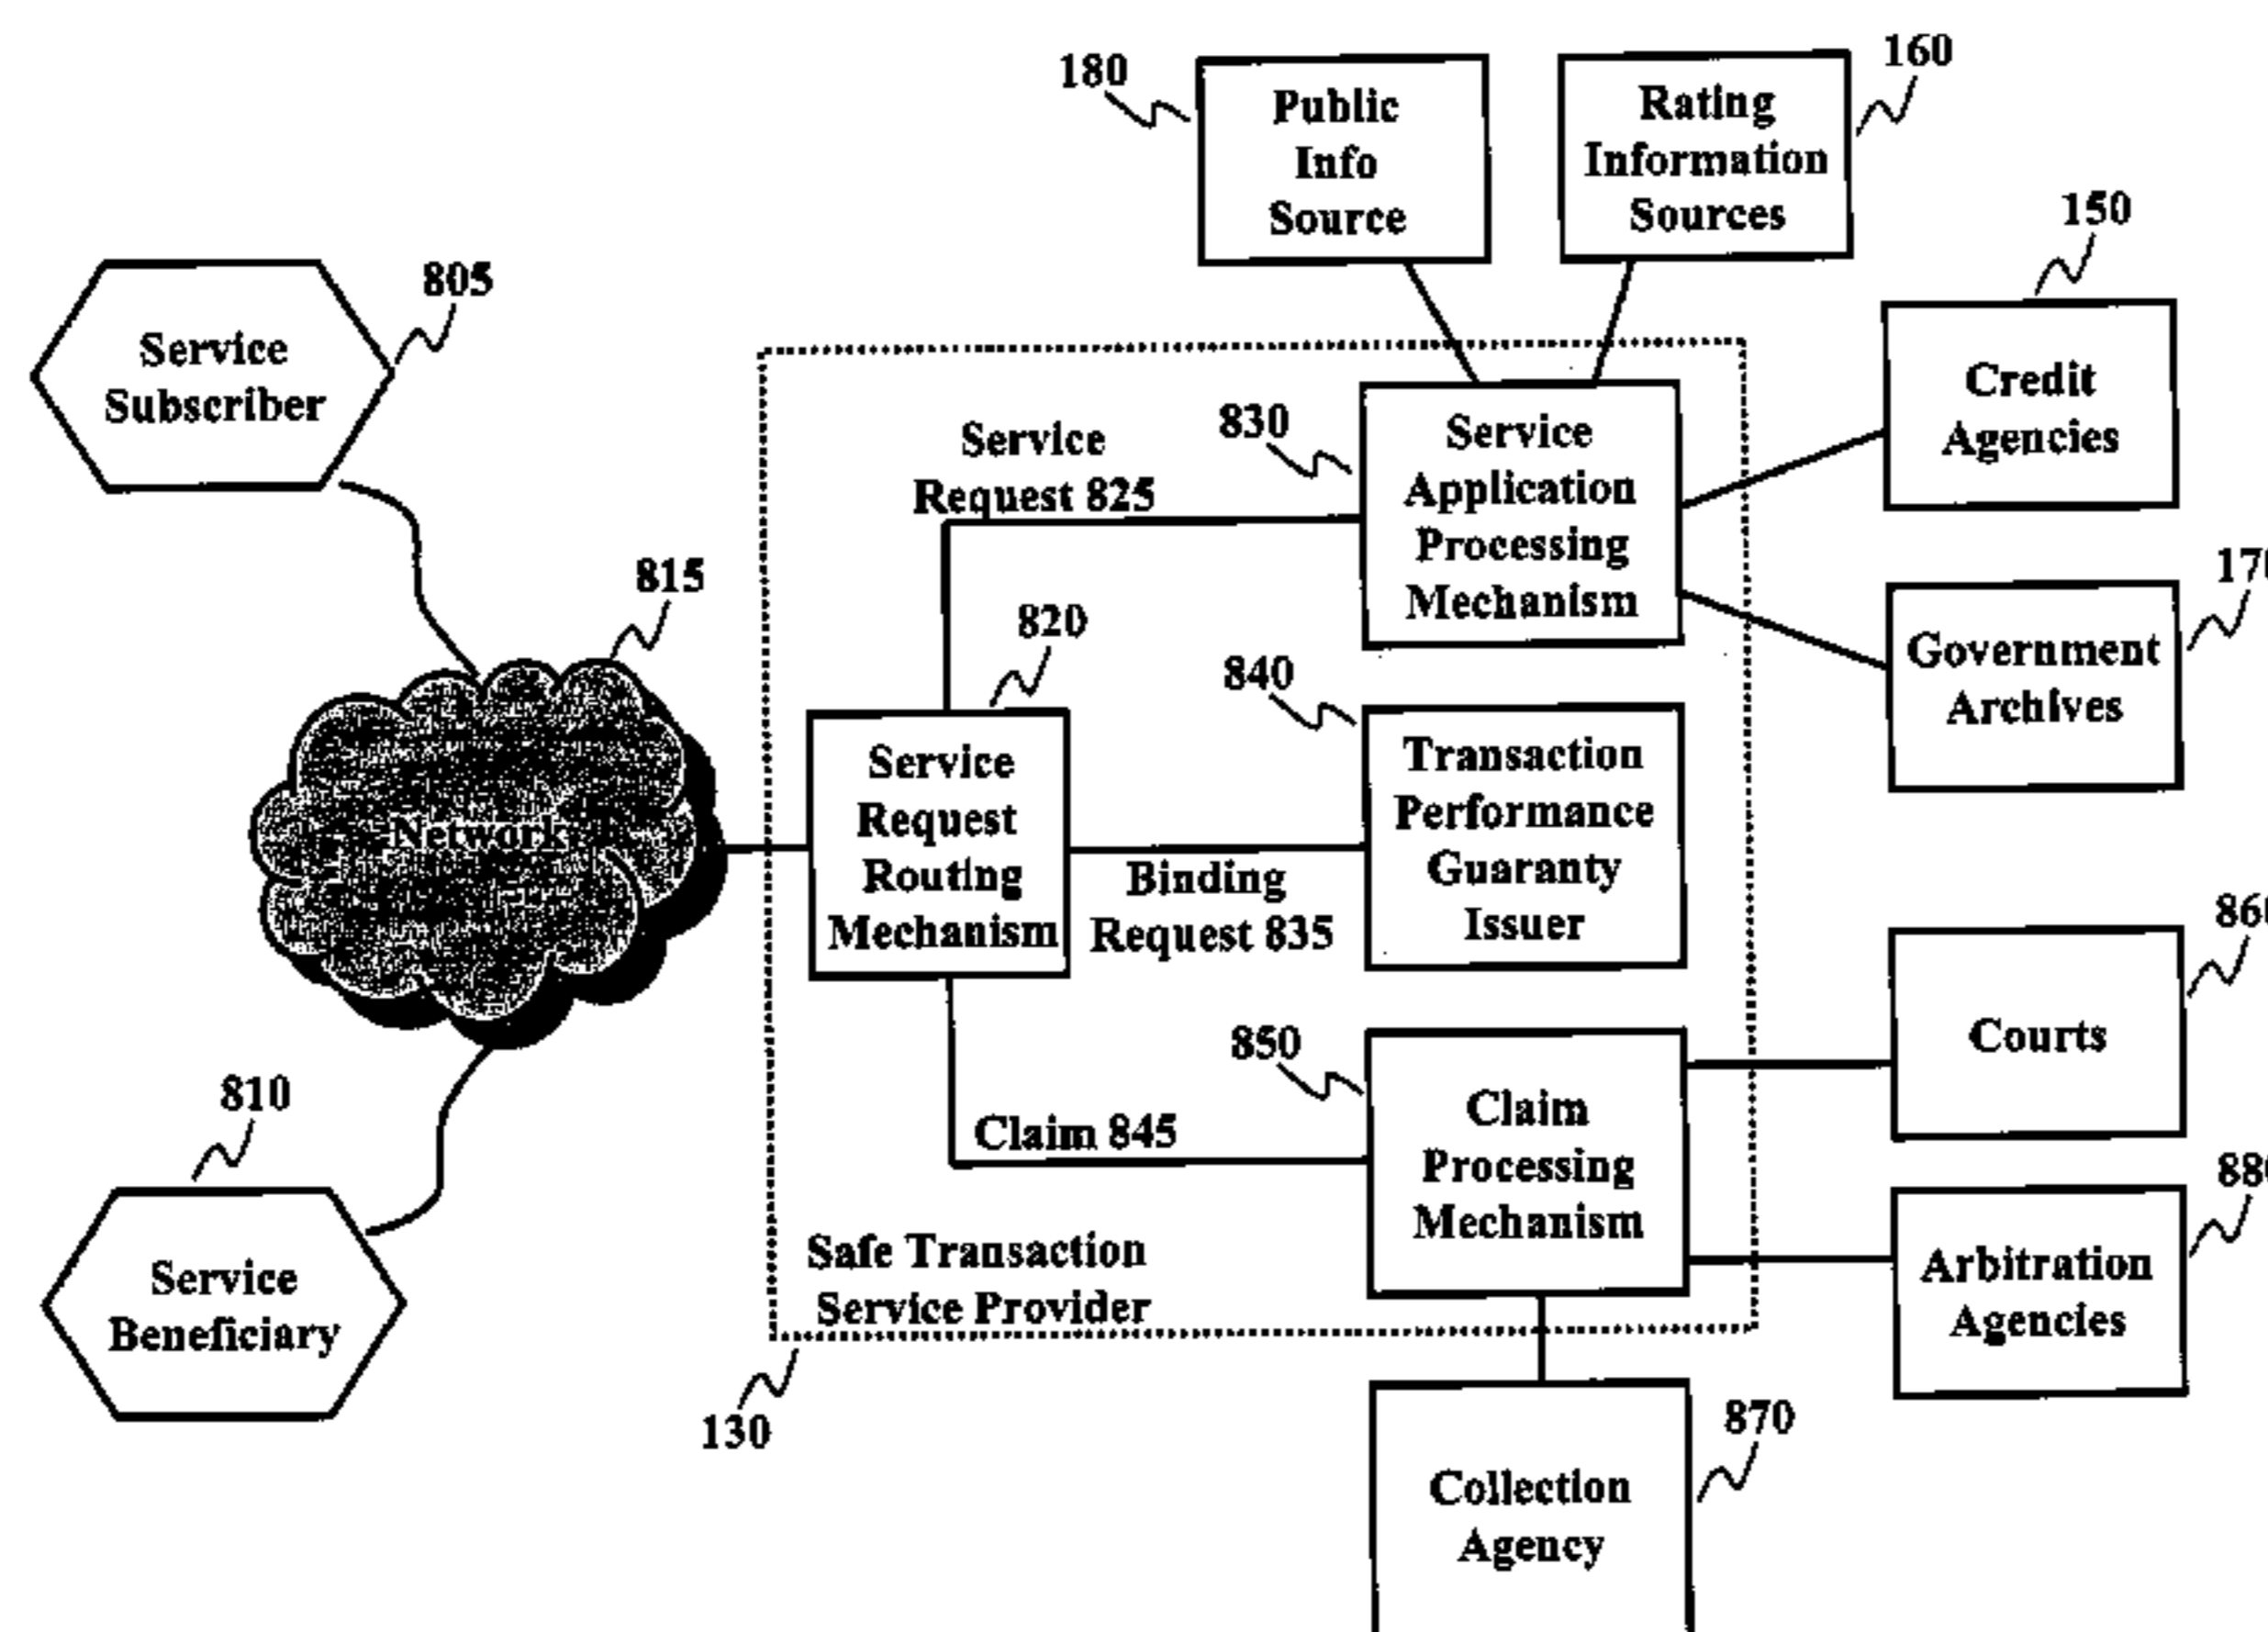 180
Public
Info
Source
160
Rating
Information
Sources
150
Credit
Agencies
805
Service
Subscriber
Service
Request 825
830
Service
Application
Processing
Mechanism
815
Network
820
Service
Request
Routing
Mechanism
170
Government
Archives
840
Transaction
Performance
Guaranty
Issuer
Binding
Request 835
860
Courts
850
Claim
Processing
Mechanism
Claim 845
810
Service
Beneficiary
Safe Transaction
Service Provider
130
880
Arbitration
Agencies
870
Collection
Agency